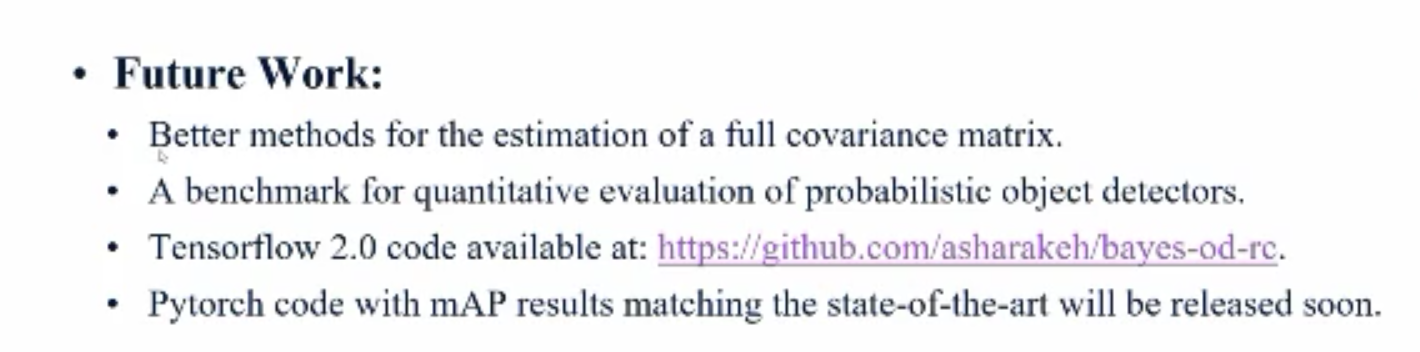 • Future Work:
• Better methods for the estimation of a full covariance matrix.
• A benchmark for quantitative evaluation of probabilistic object detectors.
• Tensorflow 2.0 code available at: https://github.com/asharakeh/bayes-od-rc.
• Pytorch code with mAP results matching the state-of-the-art will be released soon.